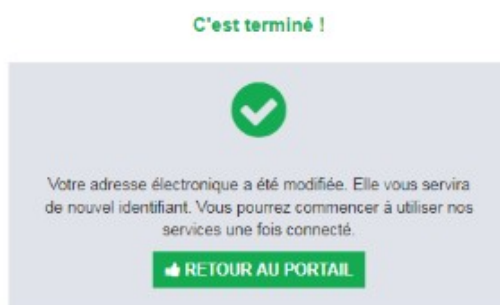 C'est terminé !
Votre adresse électronique a été modifiée. Elle vous servira
de nouvel identifiant. Vous pourrez commencer à utiliser nos
services une fois connecté.
RETOUR AU PORTAIL